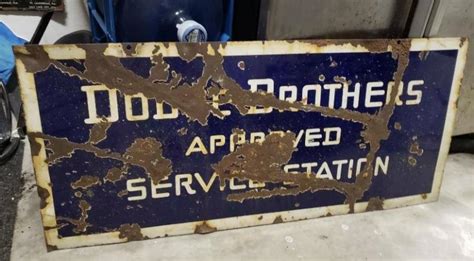 DODGE BROTHERS
APPROVED
SERVICE STATION